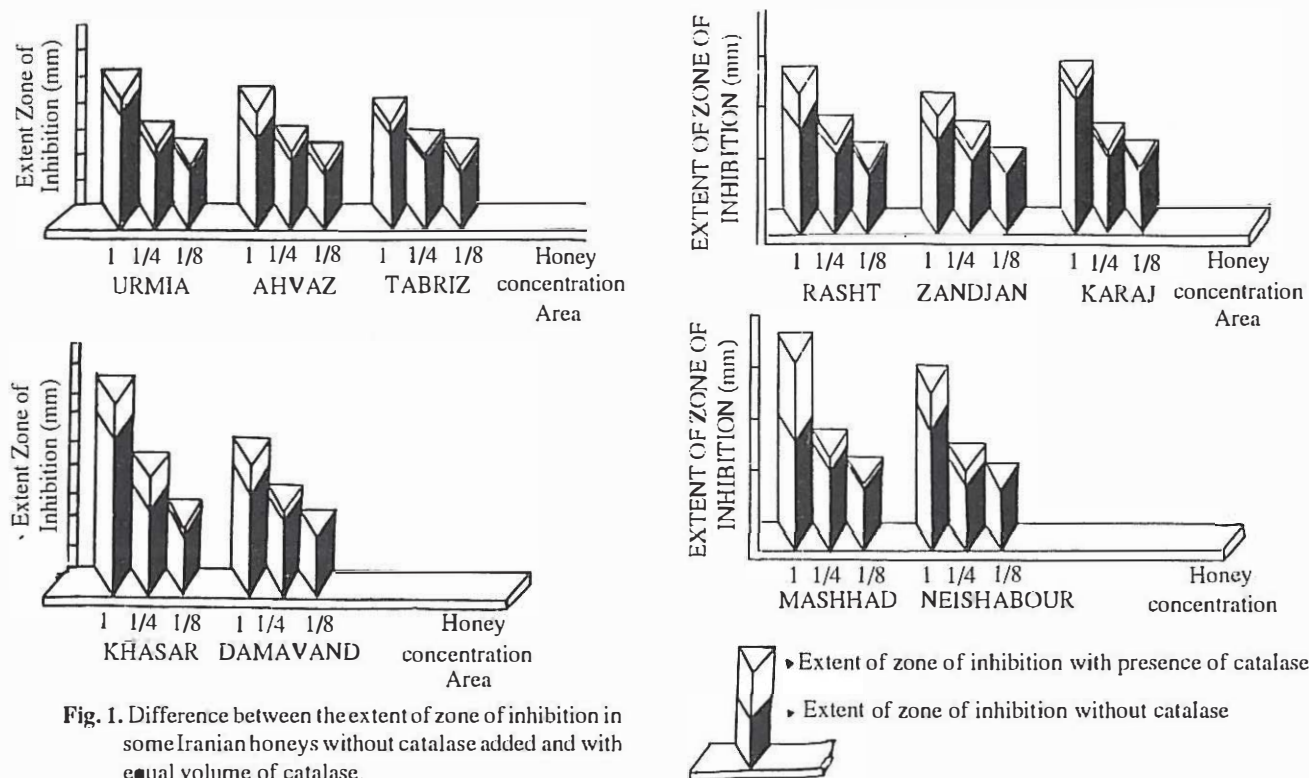 Extent Zone of
Inhibition (mm)
1 1/4 1/8 1 1/4 1/8 1 1/4 1/8 Honey
URMIA AHVAZ TABRIZ concentration
Area
EXTENT OF ZONE OF
INHIBITION (mm)
1 1/4 1/8 1 1/4 1/8 1 1/4 1/8 Honey
RASHT ZANDJAN KARAJ concentration
Area
Extent Zone of
Inhibition (mm)
1 1/4 1/8 1 1/4 1/8 Honey
KHASAR DAMAVAND concentration
Area
EXTENT OF ZONE OF
INHIBITION (mm)
1 1/4 1/8 1 1/4 1/8 Honey
MASHHAD NEISHABOUR concentration
Extent of zone of inhibition with presence of catalase
Extent of zone of inhibition without catalase
Fig. 1. Difference between the extent of zone of inhibition in
some Iranian honeys without catalase added and with
equal volume of catalase